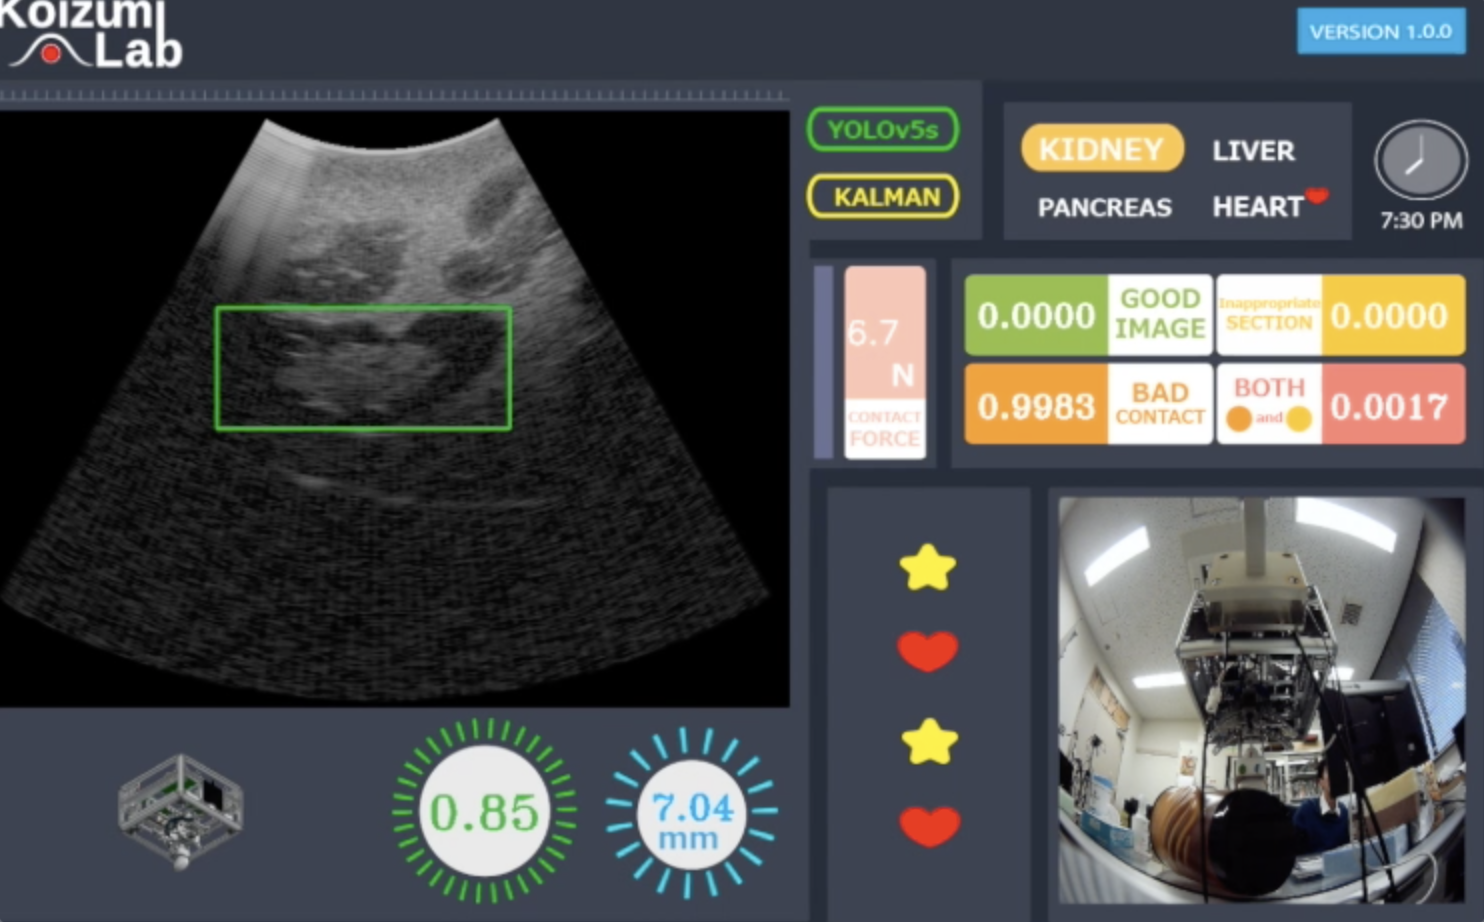 Koizumi
Lab
VERSION 1.0.0
YOLOv5s
KALMAN
KIDNEY
LIVER
PANCREAS
HEART
7:30 PM
6.7
N
CONTACT
FORCE
0.0000
GOOD
IMAGE
Inappropriate
SECTION
0.0000
0.9983
BAD
CONTACT
BOTH
and
0.0017
0.85
7.04
mm